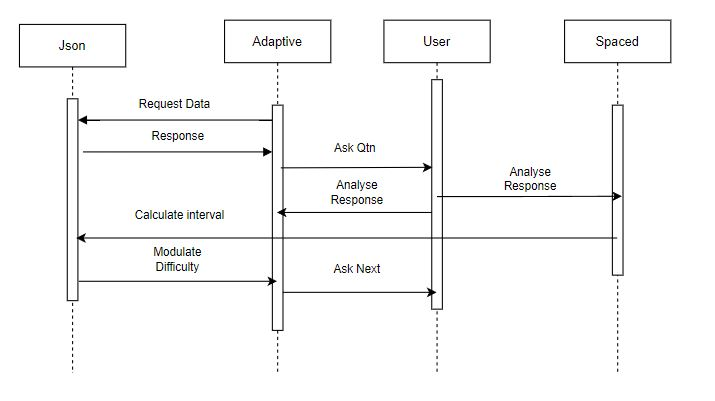 Json
Adaptive
User
Spaced
Request Data
Response
Ask Qtn
Analyse
Response
Analyse
Response
Calculate interval
Modulate
Difficulty
Ask Next